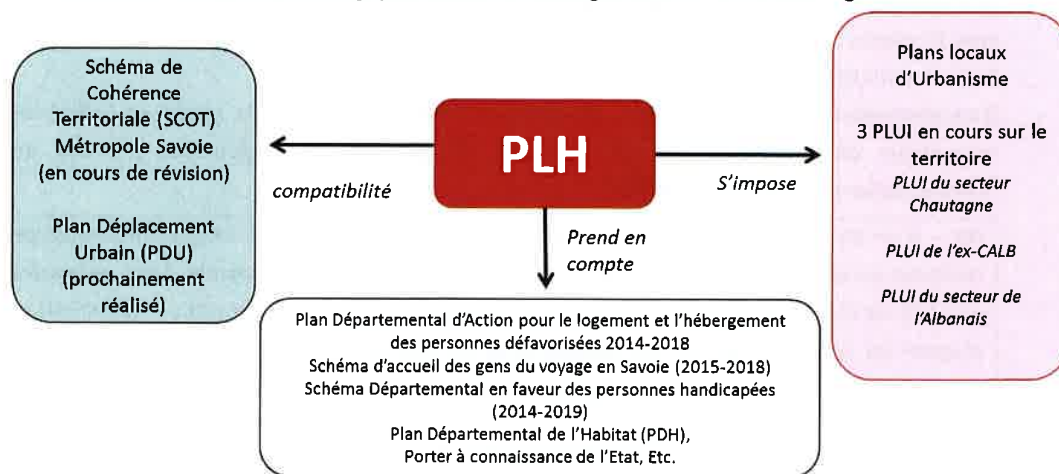 Schéma de
Cohérence
Territoriale (SCOT)
Métropole Savoie
(en cours de révision)
Plan Déplacement
Urbain (PDU)
(prochainement
réalisé)
compatibilité
PLH
S'impose
Prend en
compte
Plans locaux
d'Urbanisme
3 PLUI en cours sur le
territoire
PLUI du secteur
Chautagne
PLUI de l'ex-CALB
PLUI du secteur de
l'Albanais
Plan Départemental d'Action pour le logement et l'hébergement
des personnes défavorisées 2014-2018
Schéma d'accueil des gens du voyage en Savoie (2015-2018)
Schéma Départemental en faveur des personnes handicapées
(2014-2019)
Plan Départemental de l'Habitat (PDH),
Porter à connaissance de l'Etat, Etc.